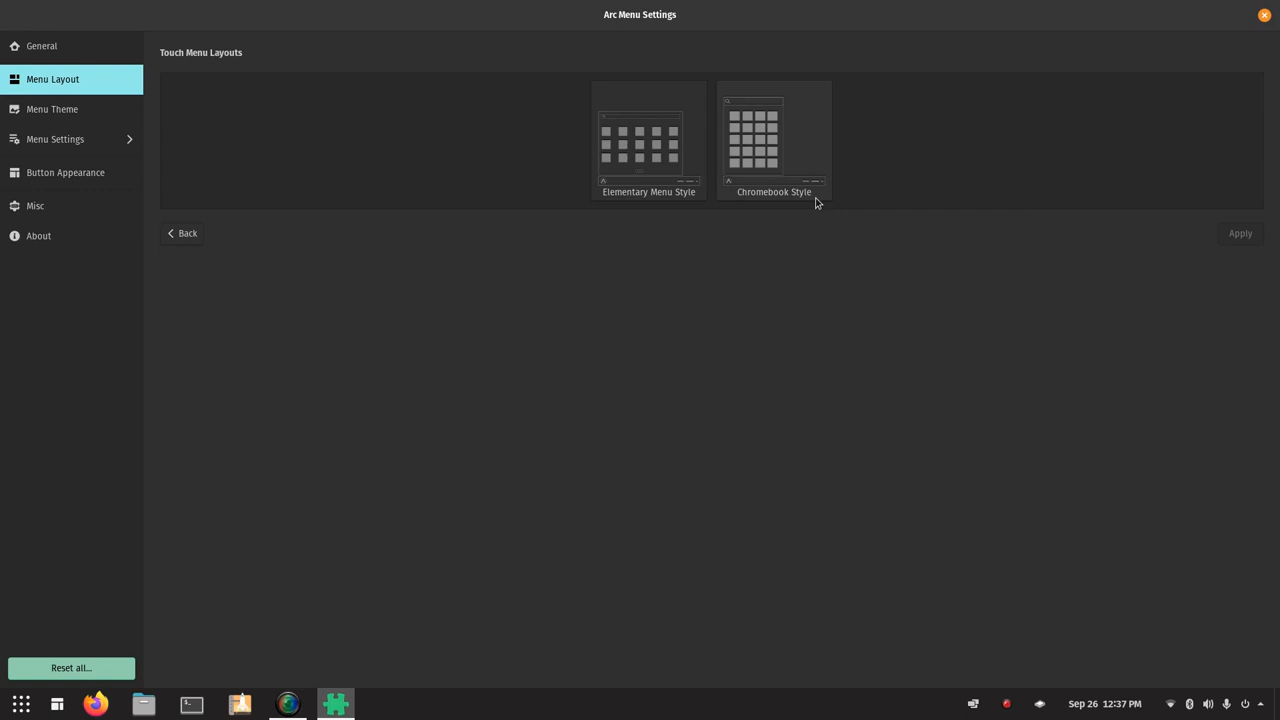 Arc Menu Settings
General
Menu Layout
Menu Theme
Menu Settings
Button Appearance
Misc
About
Reset all...
Touch Menu Layouts
Elementary Menu Style
Chromebook Style
Back
Apply
Sep 26 12:37 PM